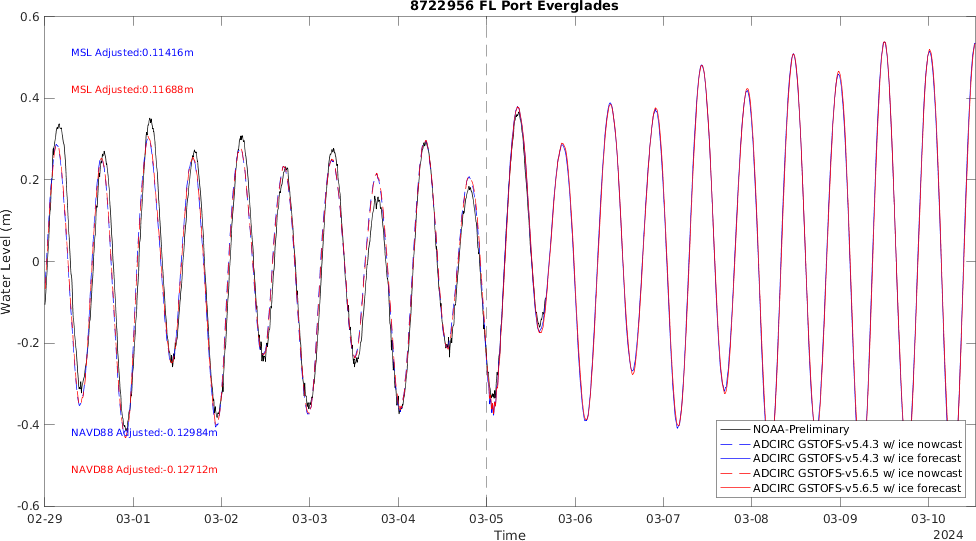 8722956 FL Port Everglades
0.6
MSL Adjusted:0.11416m
MSL Adjusted:0.11688m
0.4
0.2
0
Water Level (m)
-0.2
-0.4
NAVD88 Adjusted:-0.12984m
NAVD88 Adjusted:-0.12712m
-0.6
NOAA-Preliminary
ADCIRC GSTOFS-v5.4.3 w/ ice nowcast
ADCIRC GSTOFS-v5.4.3 w/ ice forecast
ADCIRC GSTOFS-v5.6.5 w/ ice nowcast
ADCIRC GSTOFS-v5.6.5 w/ ice forecast
02-29 03-01 03-02 03-03 03-04 03-05 03-06 03-07 03-08 03-09 03-10
Time
2024